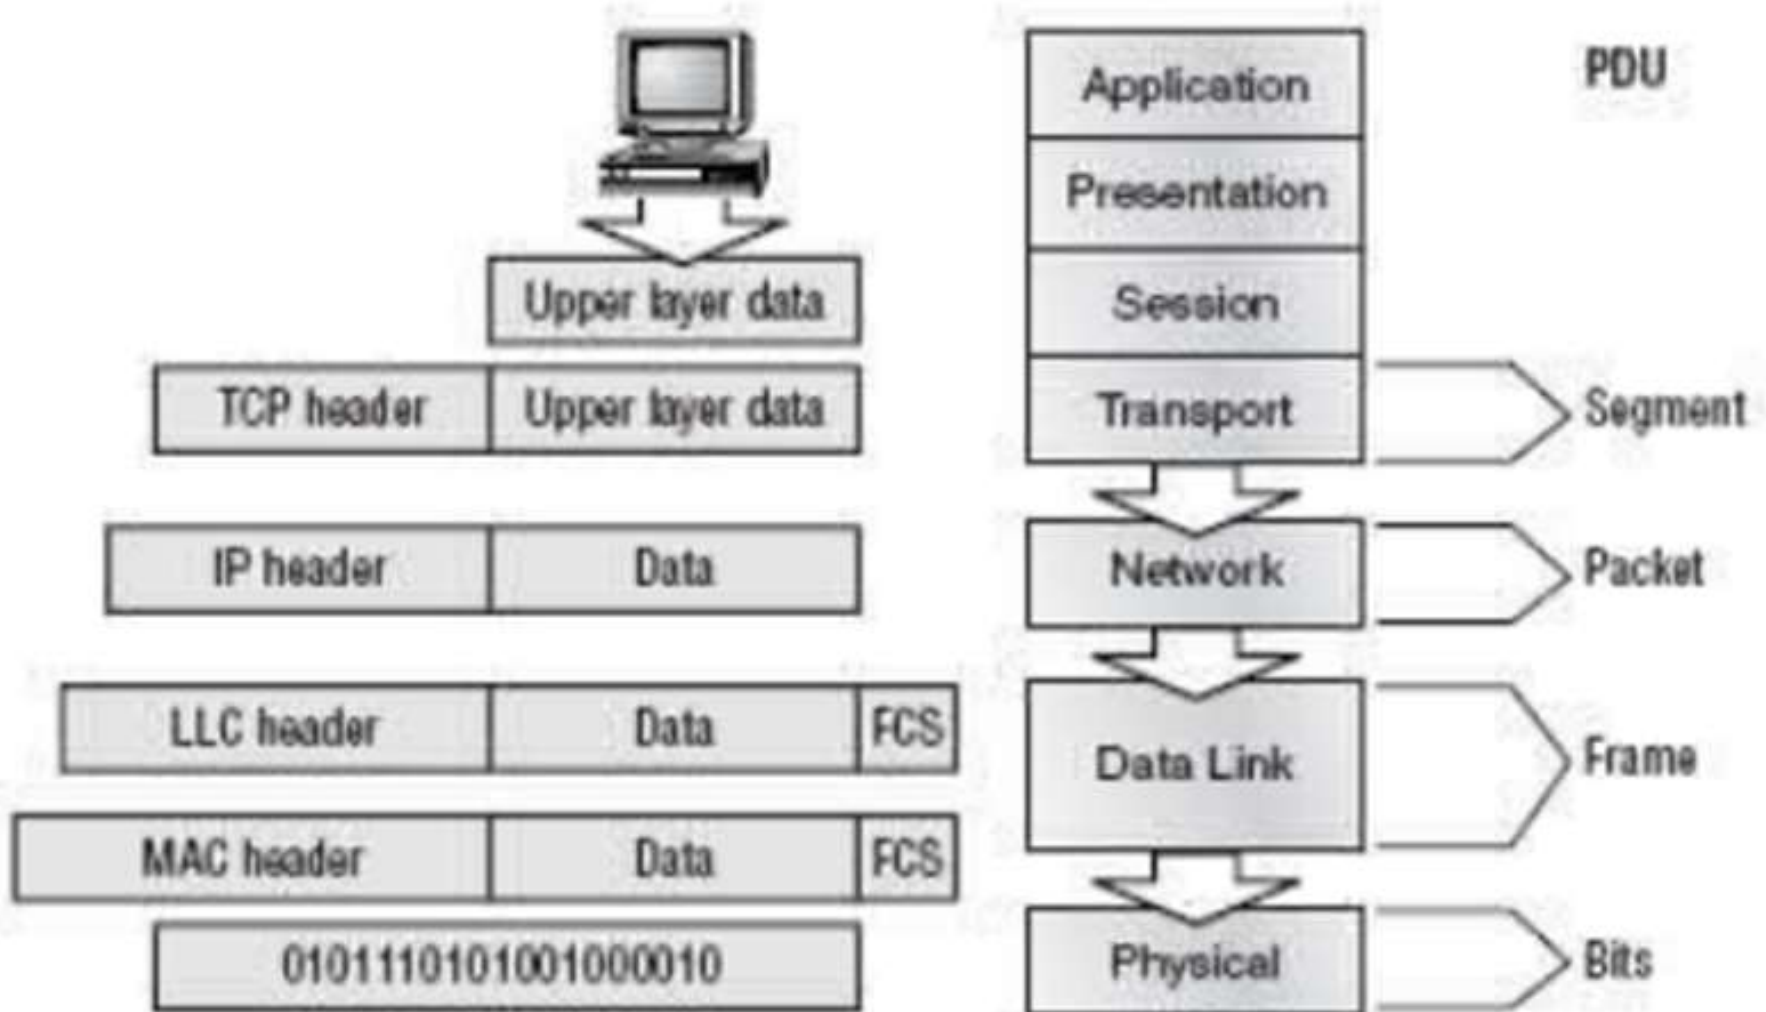 Application
PDU
Presentation
Upper layer data
Session
TCP header
Upper layer data
Transport
Segment
IP header
Data
Network
Packet
LLC header
Data
FCS
Data Link
Frame
MAC header
Data
FCS
0101110101001000010
Physical
Bits